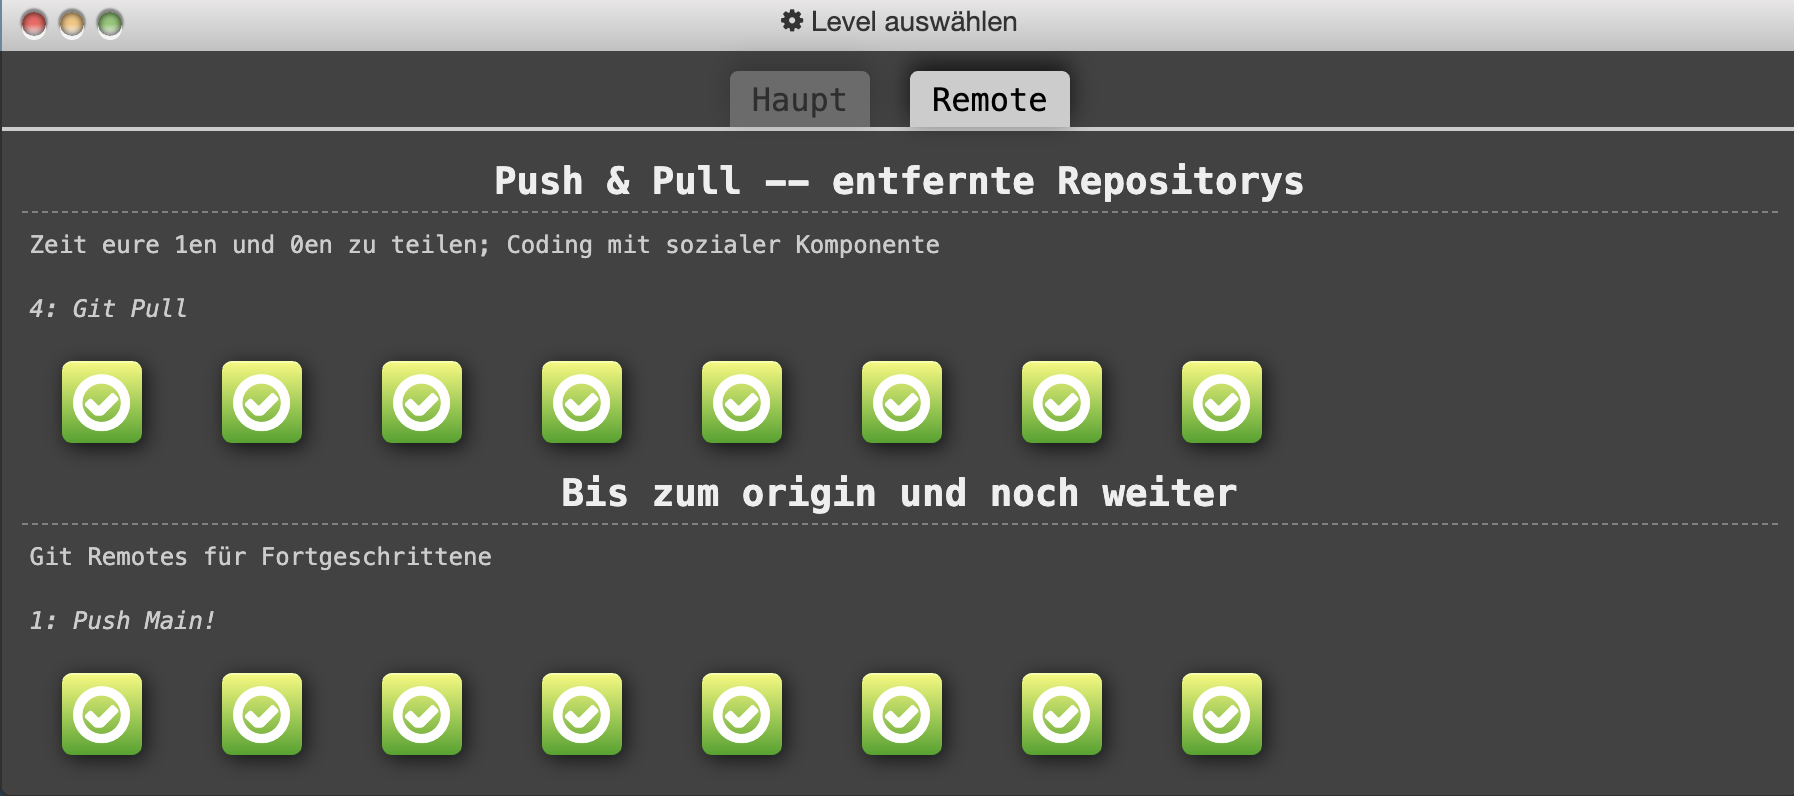 Level auswählen
Haupt Remote
Push & Pull -- entfernte Repositorys
Zeit eure 1en und 0en zu teilen; Coding mit sozialer Komponente
4: Git Pull
Bis zum origin und noch weiter
Git Remotes für Fortgeschrittene
1: Push Main!